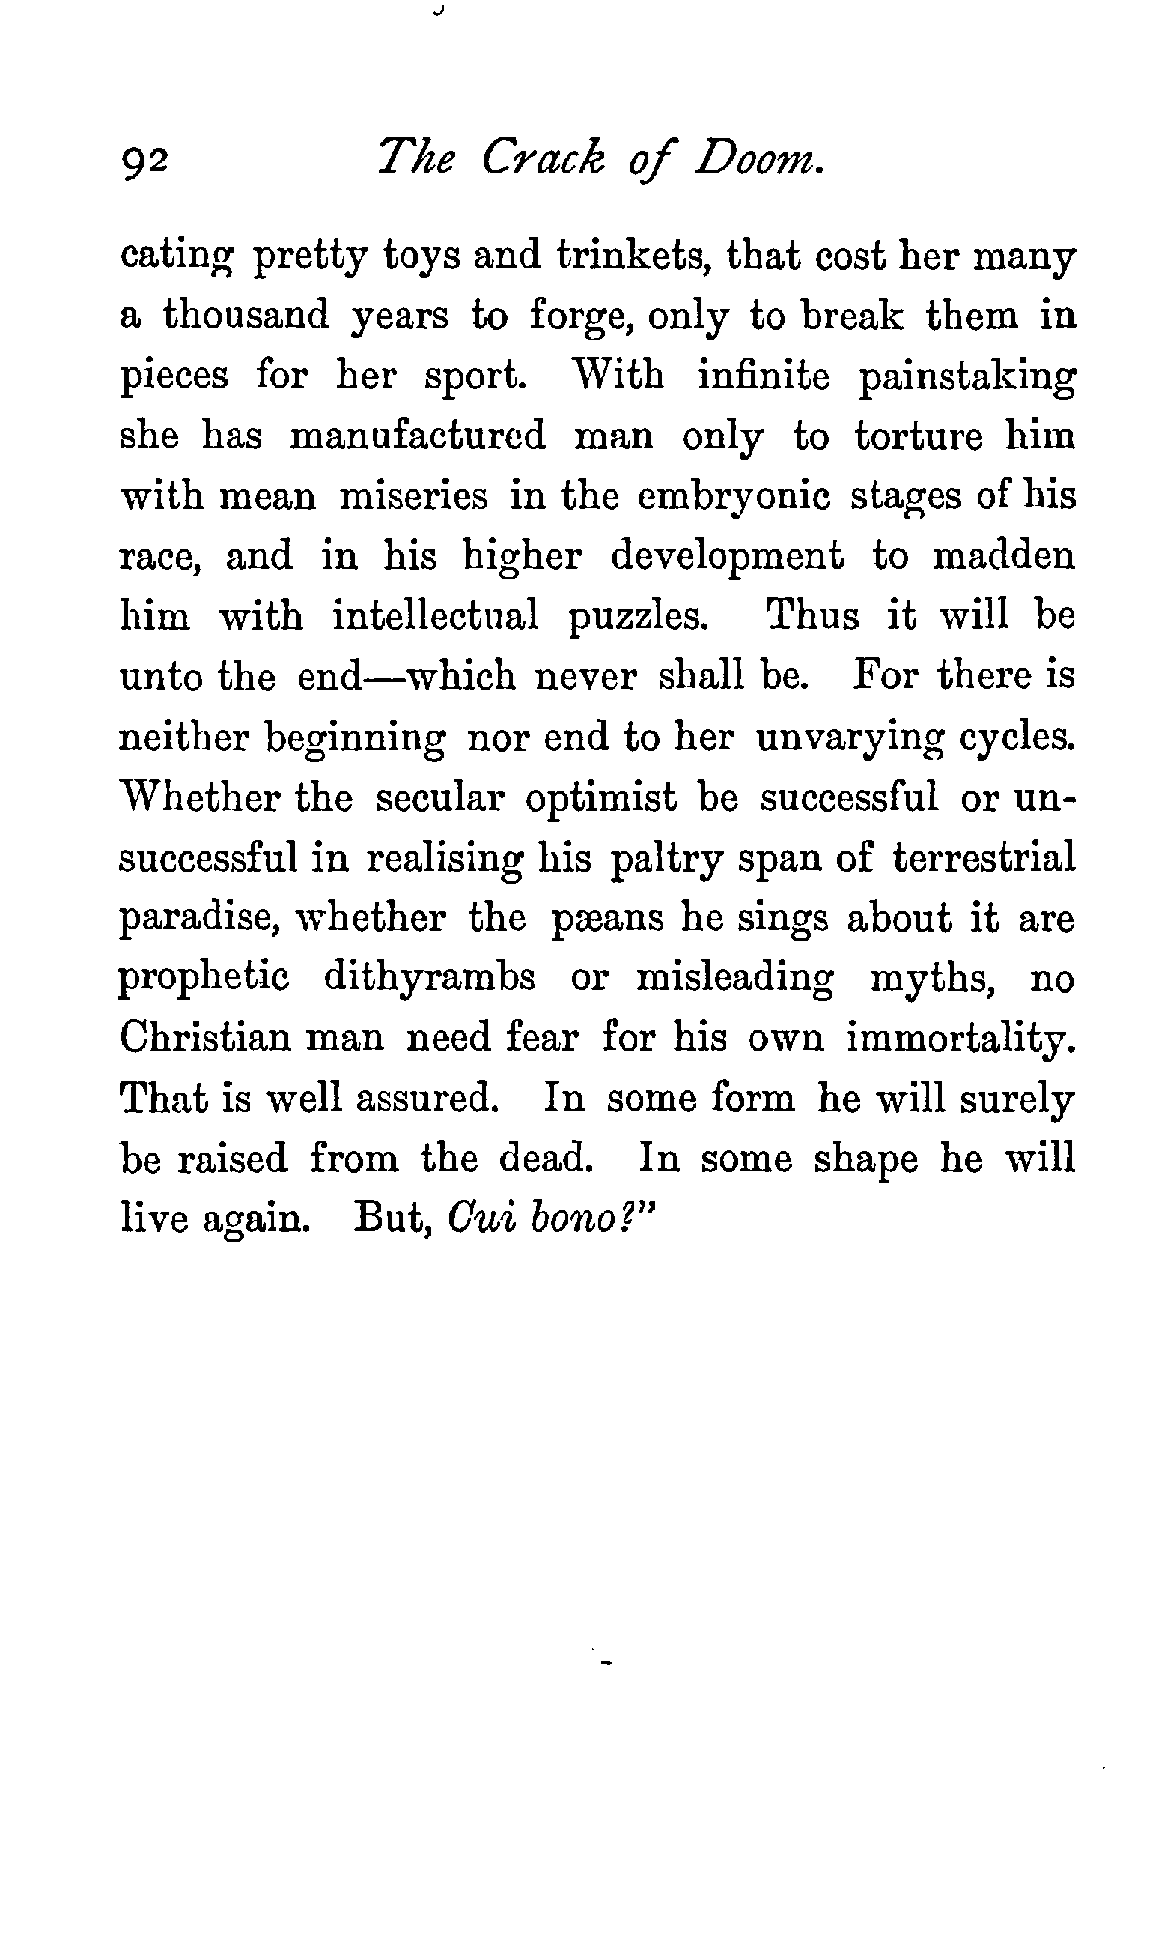 92 The Crack of Doom.
cating pretty toys and trinkets, that cost her many
a thousand years to forge, only to break them in
pieces for her sport. With infinite painstaking
she has manufactured man only to torture him
with mean miseries in the embryonic stages of his
race, and in his higher development to madden
him with intellectual puzzles. Thus it will be
unto the end—which never shall be. For there is
neither beginning nor end to her unvarying cycles.
Whether the secular optimist be successful or un-
successful in realising his paltry span of terrestrial
paradise, whether the pæans he sings about it are
prophetic dithyrambs or misleading myths, no
Christian man need fear for his own immortality.
That is well assured. In some form he will surely
be raised from the dead. In some shape he will
live again. But, Cui bono?”